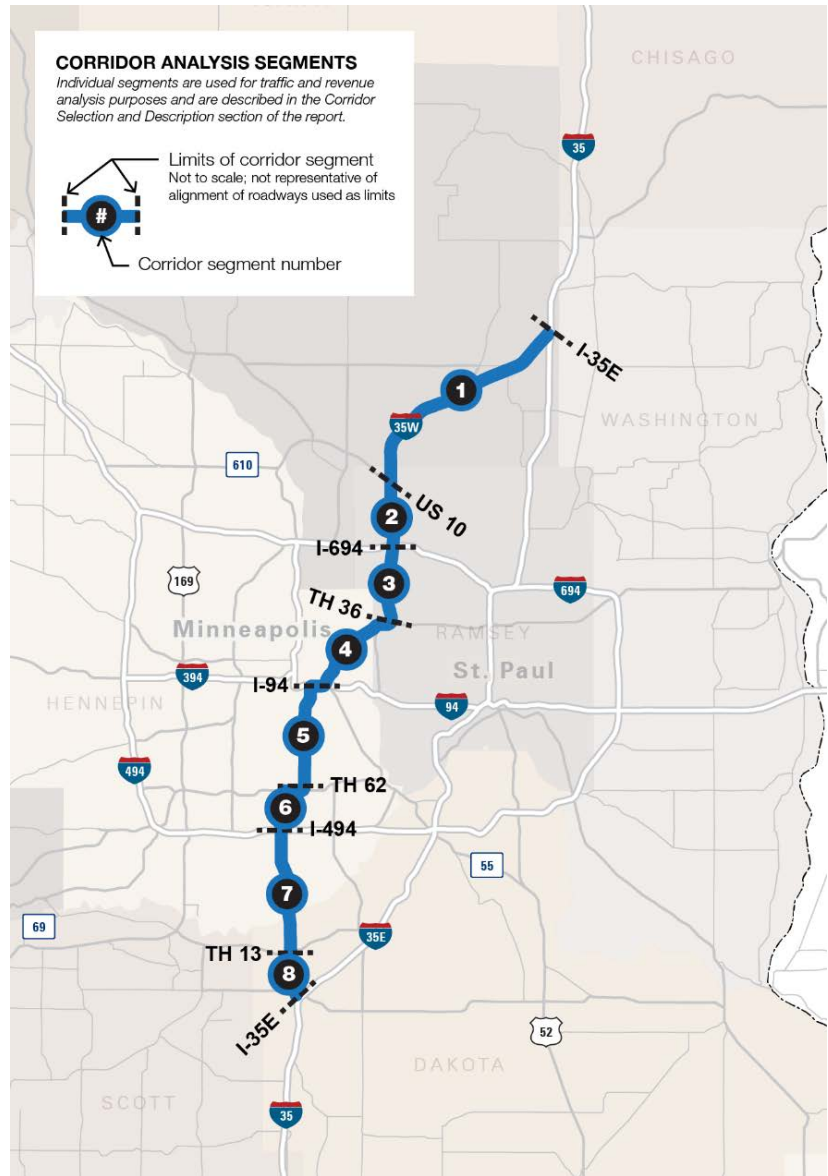 CORRIDOR ANALYSIS SEGMENTS
Individual segments are used for traffic and revenue
analysis purposes and are described in the Corridor
Selection and Description section of the report.
Limits of corridor segment
Not to scale; not representative of
alignment of roadways used as limits
#
Corridor segment number
CHISAGO
35
I-35E
1
WASHINGTON
35W
610
US 10
2
I-694
3
169
694
TH 36
Minneapolis
RAMSEY
4
St. Paul
394
I-94
HENNEPIN
94
5
494
TH 62
6
I-494
55
7
69
35E
TH 13
8
I-35E
52
DAKOTA
SCOTT
35